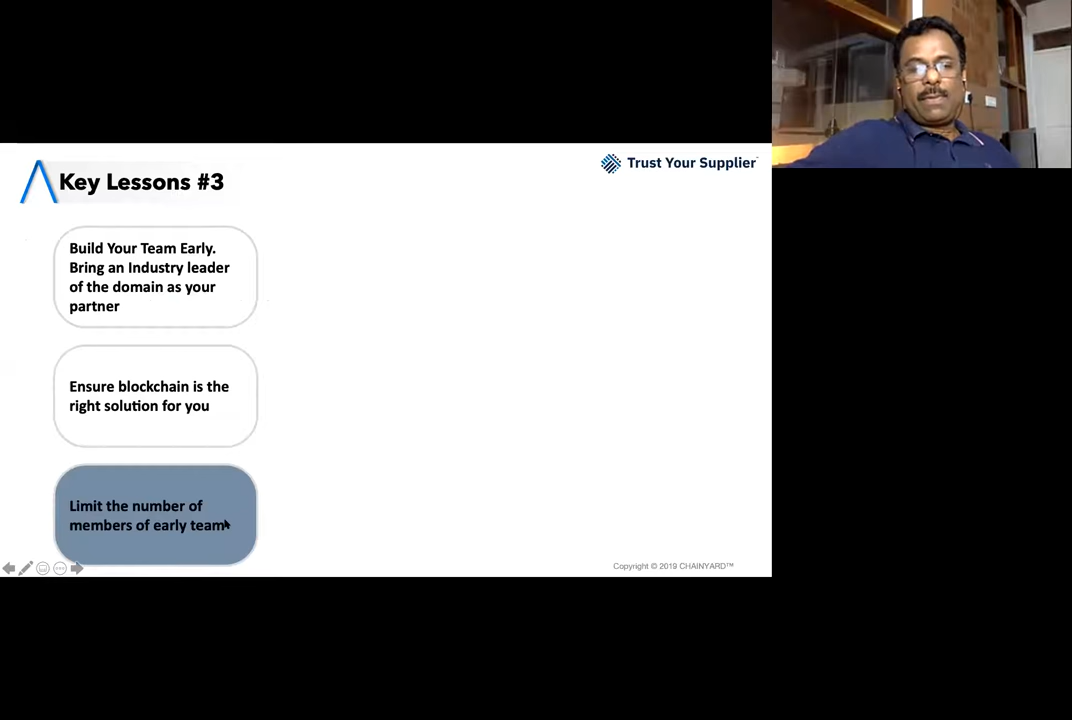 Trust Your Supplier
Key Lessons #3
Build Your Team Early.
Bring an Industry leader
of the domain as your
partner
Ensure blockchain is the
right solution for you
Limit the number of
members of early team
Copyright © 2019 CHAINYARD™